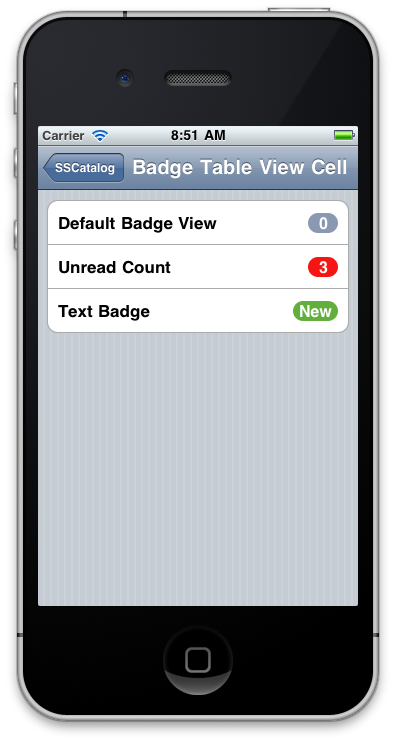 Carrier 8:51 AM
SSCatalog Badge Table View Cell
Default Badge View 0
Unread Count 3
Text Badge New